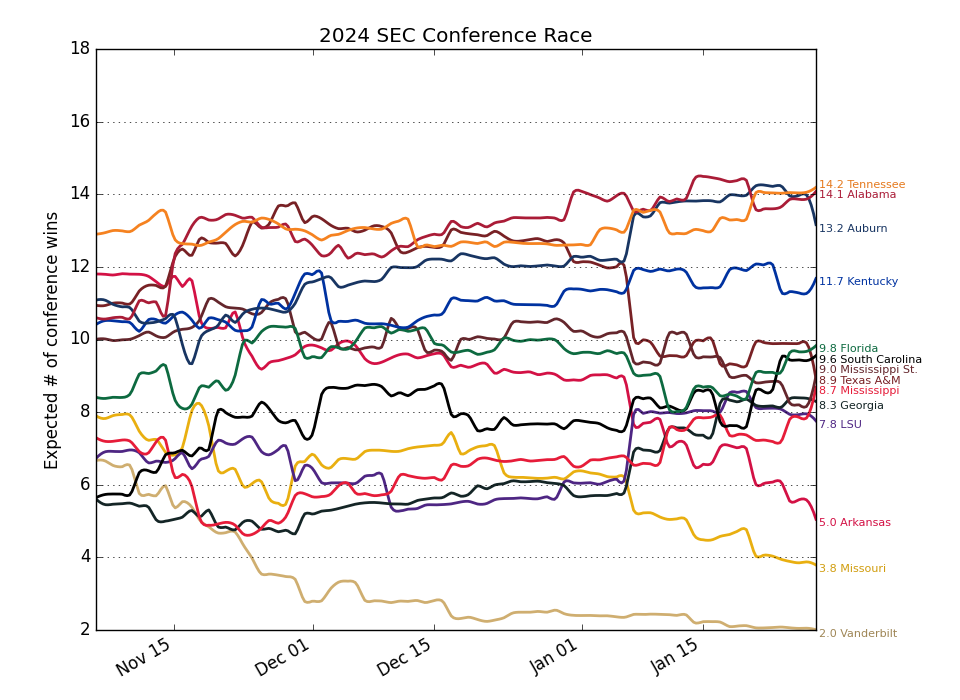 2024 SEC Conference Race
Expected # of conference wins
18
16
14
12
10
8
6
4
2
Nov 15
Dec 01
Dec 15
Jan 01
Jan 15
14.2 Tennessee
14.1 Alabama
13.2 Auburn
11.7 Kentucky
9.8 Florida
9.6 South Carolina
9.0 Mississippi St.
8.9 Texas A&M
8.7 Mississippi
8.3 Georgia
7.8 LSU
5.0 Arkansas
3.8 Missouri
2.0 Vanderbilt